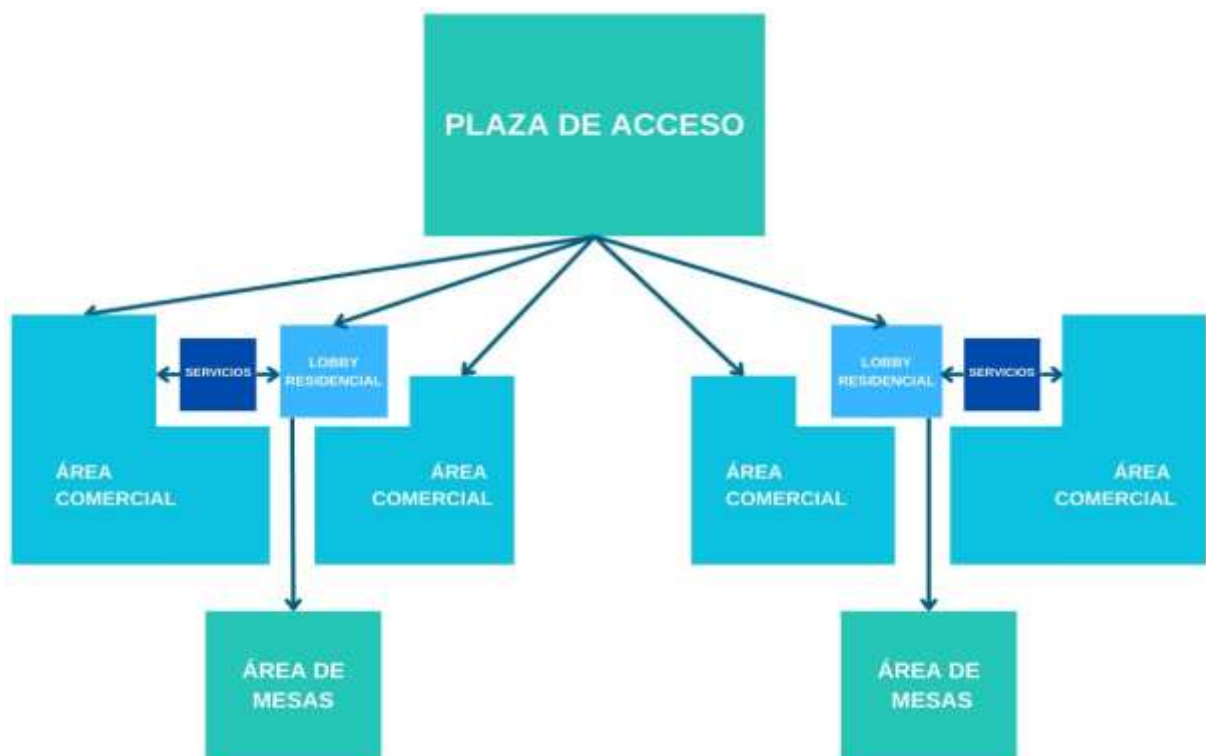 PLAZA DE ACCESO
SERVICIOS
LOBBY
RESIDENCIAL
LOBBY
RESIDENCIAL
SERVICIOS
ÁREA
COMERCIAL
ÁREA
COMERCIAL
ÁREA
COMERCIAL
ÁREA
COMERCIAL
ÁREA DE
MESAS
ÁREA DE
MESAS